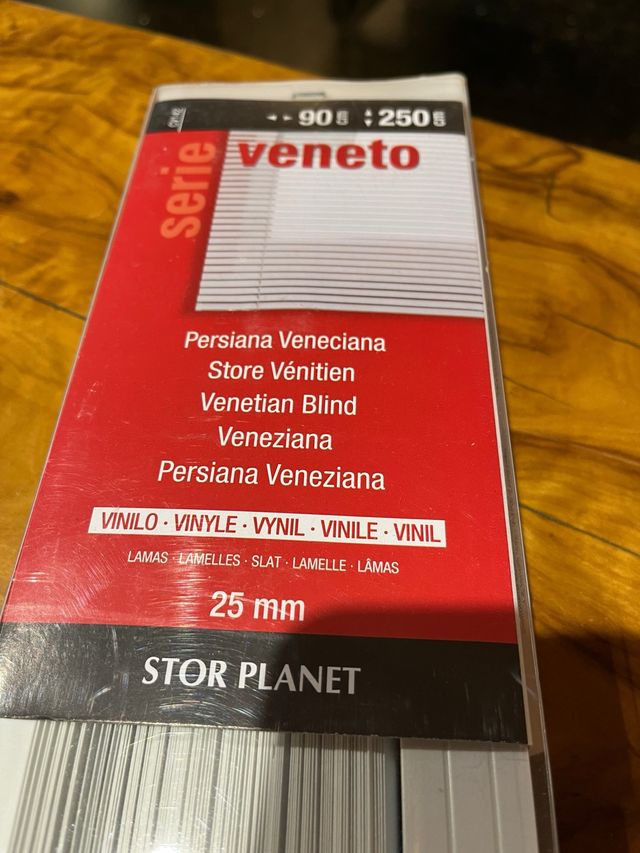 90 cm 250 cm
serie
veneto
Persiana Veneciana
Store Vénitien
Venetian Blind
Veneziana
Persiana Veneziana
VINILO · VINYLE · VYNIL · VINILE · VINIL
LAMAS · LAMELLES · SLAT · LAMELLE · LÂMAS
25 mm
STOR PLANET